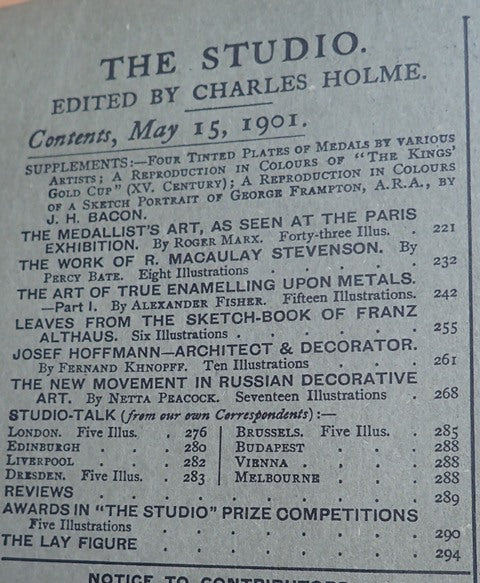 THE STUDIO.
EDITED BY CHARLES HOLME.
Contents, May 15, 1901.
SUPPLEMENTS:—FOUR TINTED PLATES OF MEDALS BY VARIOUS
ARTISTS; A REPRODUCTION IN COLOURS OF "THE KINGS'
GOLD CUP" (XV. CENTURY); A REPRODUCTION IN COLOURS
OF A SKETCH PORTRAIT OF GEORGE FRAMPTON, A.R.A., BY
J. H. BACON.
THE MEDALLIST'S ART, AS SEEN AT THE PARIS
EXHIBITION. By ROGER MARX. Forty-three Illus. . 221
THE WORK OF R. MACAULAY STEVENSON. By
PERCY BATE. Eight Illustrations . . . . . 232
THE ART OF TRUE ENAMELLING UPON METALS.
—Part I. By ALEXANDER FISHER. Fifteen Illustrations. . 242
LEAVES FROM THE SKETCH-BOOK OF FRANZ
ALTHAUS. Six Illustrations . . . . . . 255
JOSEF HOFFMANN—ARCHITECT & DECORATOR.
By FERNAND KHNOPFF. Ten Illustrations . . . 261
THE NEW MOVEMENT IN RUSSIAN DECORATIVE
ART. By NETTA PEACOCK. Seventeen Illustrations . 268
STUDIO-TALK (from our own Correspondents) :—
LONDON. Five Illus. . 276
EDINBURGH . . . 280
LIVERPOOL . . . 282
DRESDEN. Five Illus. . 283
BRUSSELS. Five Illus. . 285
BUDAPEST . . . 288
VIENNA . . . . 288
MELBOURNE . . . 288
REVIEWS . . . . . . . . 289
AWARDS IN "THE STUDIO" PRIZE COMPETITIONS
Five Illustrations . . . . . . . 290
THE LAY FIGURE . . . . . . . 294
NOTICE TO CONTRIBUTORS